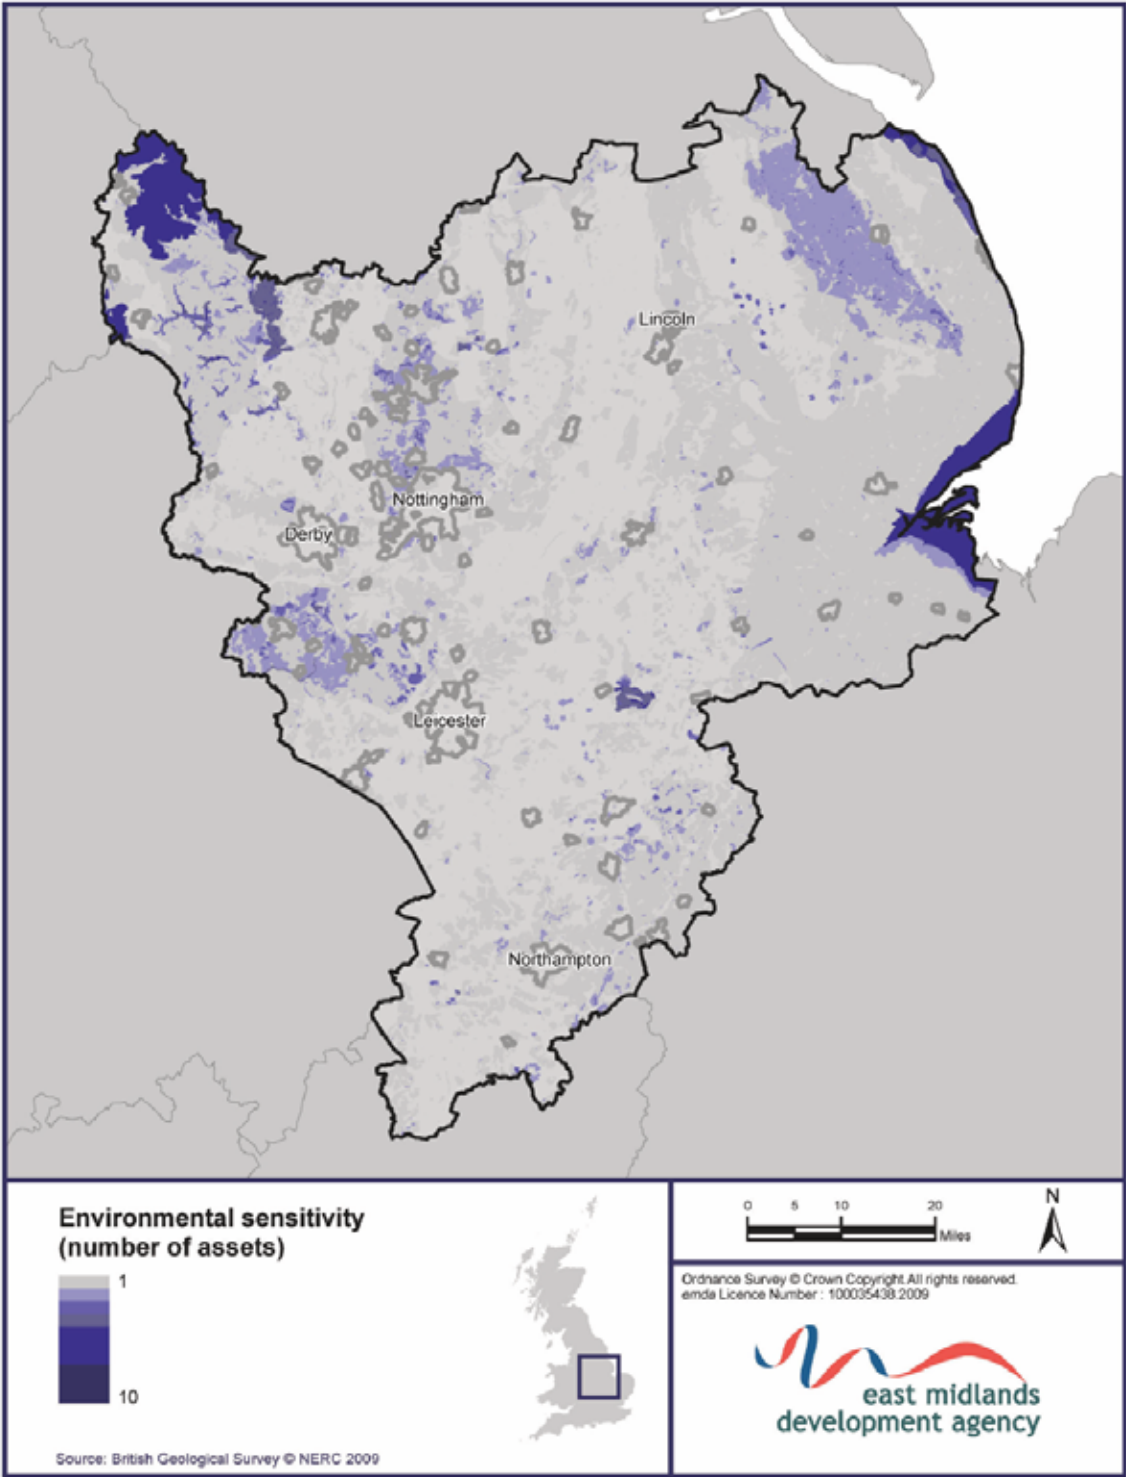 Lincoln
Nottingham
Derby
Leicester
Northampton
Environmental sensitivity
(number of assets)
1
10
Source: British Geological Survey © NERC 2009
0 5 10 20
Miles
N
Ordnance Survey © Crown Copyright.All rights reserved.
emda Licence Number : 100035438.2009
east midlands
development agency